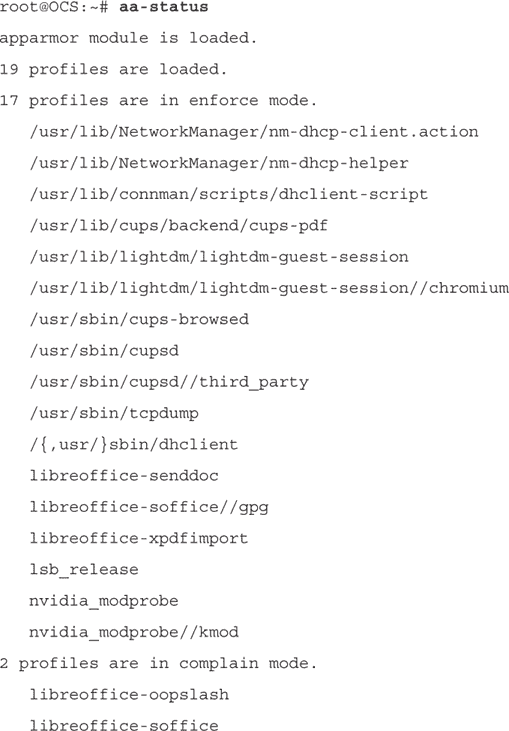 root@OCS:~# aa-status
apparmor module is loaded.
19 profiles are loaded.
17 profiles are in enforce mode.
/usr/lib/NetworkManager/nm-dhcp-client.action
/usr/lib/NetworkManager/nm-dhcp-helper
/usr/lib/connman/scripts/dhclient-script
/usr/lib/cups/backend/cups-pdf
/usr/lib/lightdm/lightdm-guest-session
/usr/lib/lightdm/lightdm-guest-session//chromium
/usr/sbin/cups-browsed
/usr/sbin/cupsd
/usr/sbin/cupsd//third_party
/usr/sbin/tcpdump
/{,usr/}sbin/dhclient
libreoffice-senddoc
libreoffice-soffice//gpg
libreoffice-xpdfimport
lsb_release
nvidia_modprobe
nvidia_modprobe//kmod
2 profiles are in complain mode.
libreoffice-oopslash
libreoffice-soffice